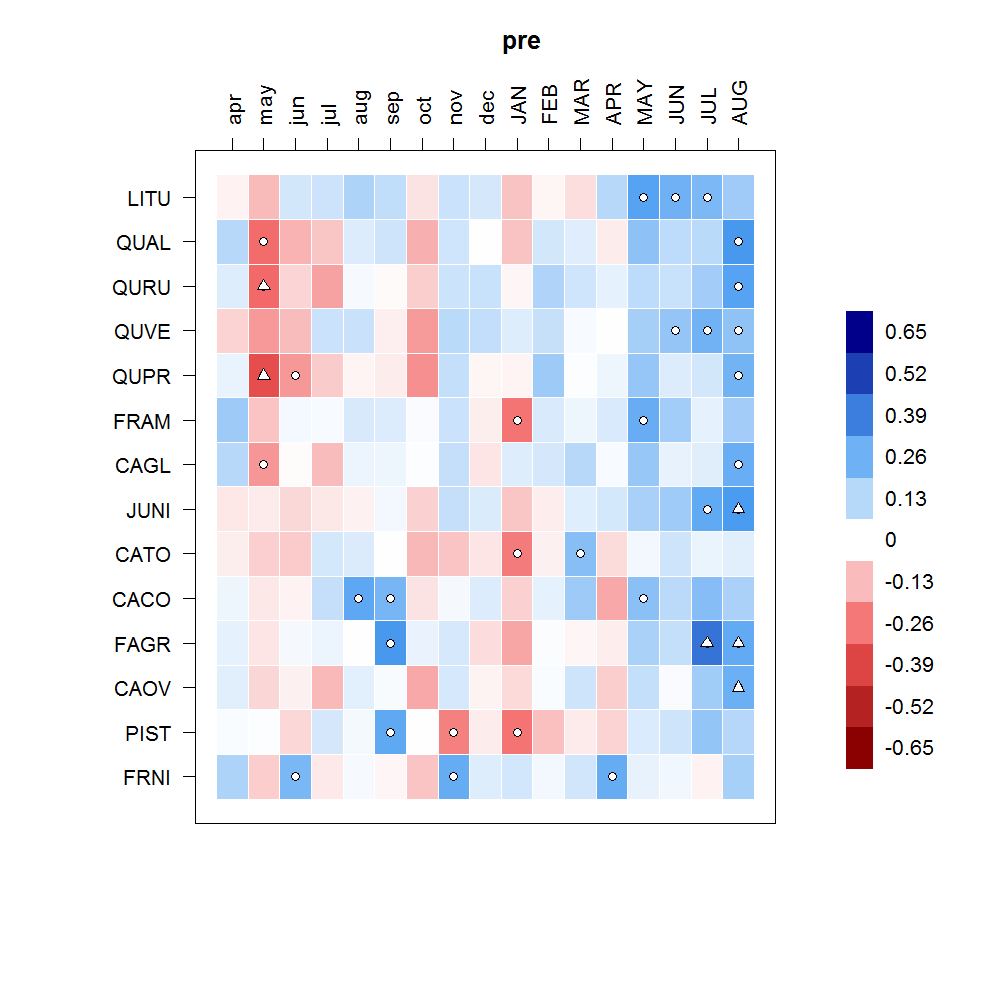 pre
apr may jun jul aug sep oct nov dec JAN FEB MAR APR MAY JUN JUL AUG
LITU
QUAL
QURU
QUVE
QUPR
FRAM
CAGL
JUNI
CATO
CACO
FAGR
CAOV
PIST
FRNI
0.65
0.52
0.39
0.26
0.13
0
-0.13
-0.26
-0.39
-0.52
-0.65